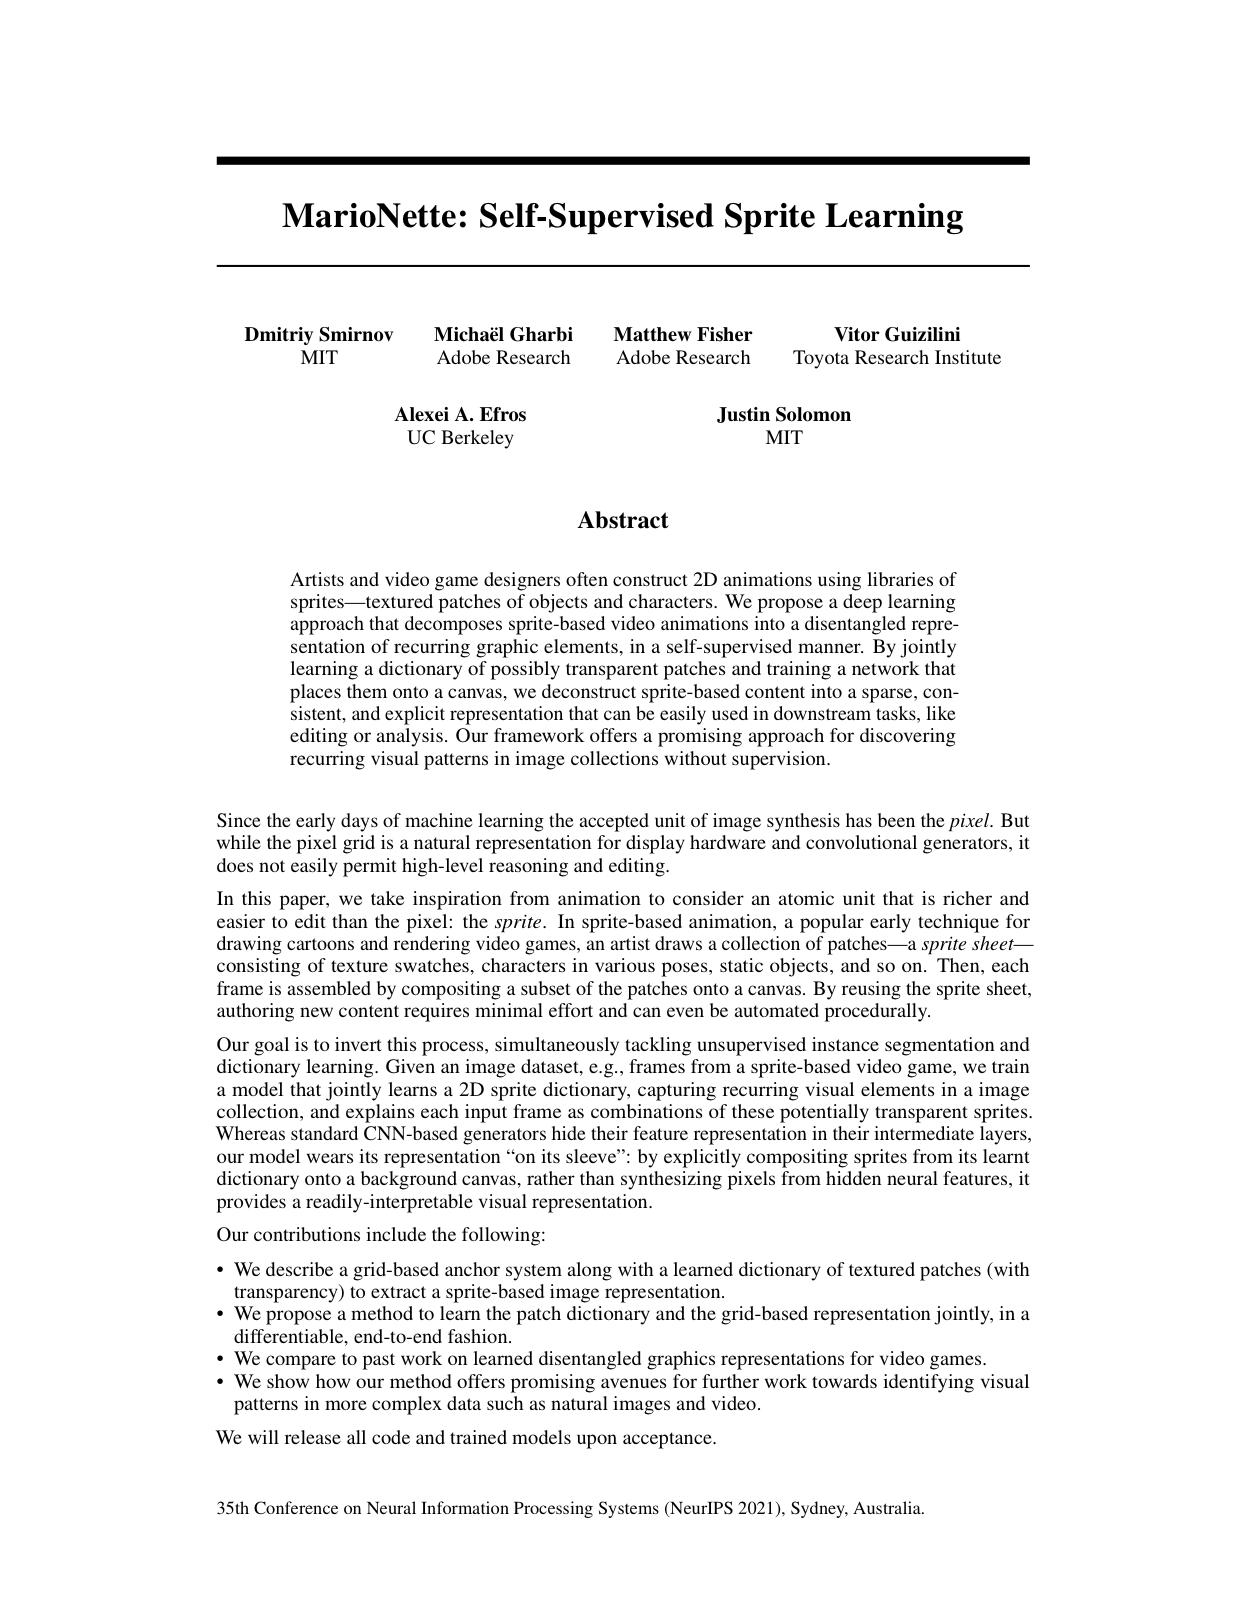 MarioNette: Self-Supervised Sprite Learning
Dmitriy Smirnov
MIT
Michaël Gharbi
Adobe Research
Matthew Fisher
Adobe Research
Vitor Guizilini
Toyota Research Institute
Alexei A. Efros
UC Berkeley
Justin Solomon
MIT
Abstract
Artists and video game designers often construct 2D animations using libraries of
sprites—textured patches of objects and characters. We propose a deep learning
approach that decomposes sprite-based video animations into a disentangled repre-
sentation of recurring graphic elements, in a self-supervised manner. By jointly
learning a dictionary of possibly transparent patches and training a network that
places them onto a canvas, we deconstruct sprite-based content into a sparse, con-
sistent, and explicit representation that can be easily used in downstream tasks, like
editing or analysis. Our framework offers a promising approach for discovering
recurring visual patterns in image collections without supervision.
Since the early days of machine learning the accepted unit of image synthesis has been the pixel. But
while the pixel grid is a natural representation for display hardware and convolutional generators, it
does not easily permit high-level reasoning and editing.
In this paper, we take inspiration from animation to consider an atomic unit that is richer and
easier to edit than the pixel: the sprite. In sprite-based animation, a popular early technique for
drawing cartoons and rendering video games, an artist draws a collection of patches—a sprite sheet—
consisting of texture swatches, characters in various poses, static objects, and so on. Then, each
frame is assembled by compositing a subset of the patches onto a canvas. By reusing the sprite sheet,
authoring new content requires minimal effort and can even be automated procedurally.
Our goal is to invert this process, simultaneously tackling unsupervised instance segmentation and
dictionary learning. Given an image dataset, e.g., frames from a sprite-based video game, we train
a model that jointly learns a 2D sprite dictionary, capturing recurring visual elements in a image
collection, and explains each input frame as combinations of these potentially transparent sprites.
Whereas standard CNN-based generators hide their feature representation in their intermediate layers,
our model wears its representation “on its sleeve”: by explicitly compositing sprites from its learnt
dictionary onto a background canvas, rather than synthesizing pixels from hidden neural features, it
provides a readily-interpretable visual representation.
Our contributions include the following:
• We describe a grid-based anchor system along with a learned dictionary of textured patches (with
transparency) to extract a sprite-based image representation.
• We propose a method to learn the patch dictionary and the grid-based representation jointly, in a
differentiable, end-to-end fashion.
• We compare to past work on learned disentangled graphics representations for video games.
• We show how our method offers promising avenues for further work towards identifying visual
patterns in more complex data such as natural images and video.
We will release all code and trained models upon acceptance.
35th Conference on Neural Information Processing Systems (NeurIPS 2021), Sydney, Australia.